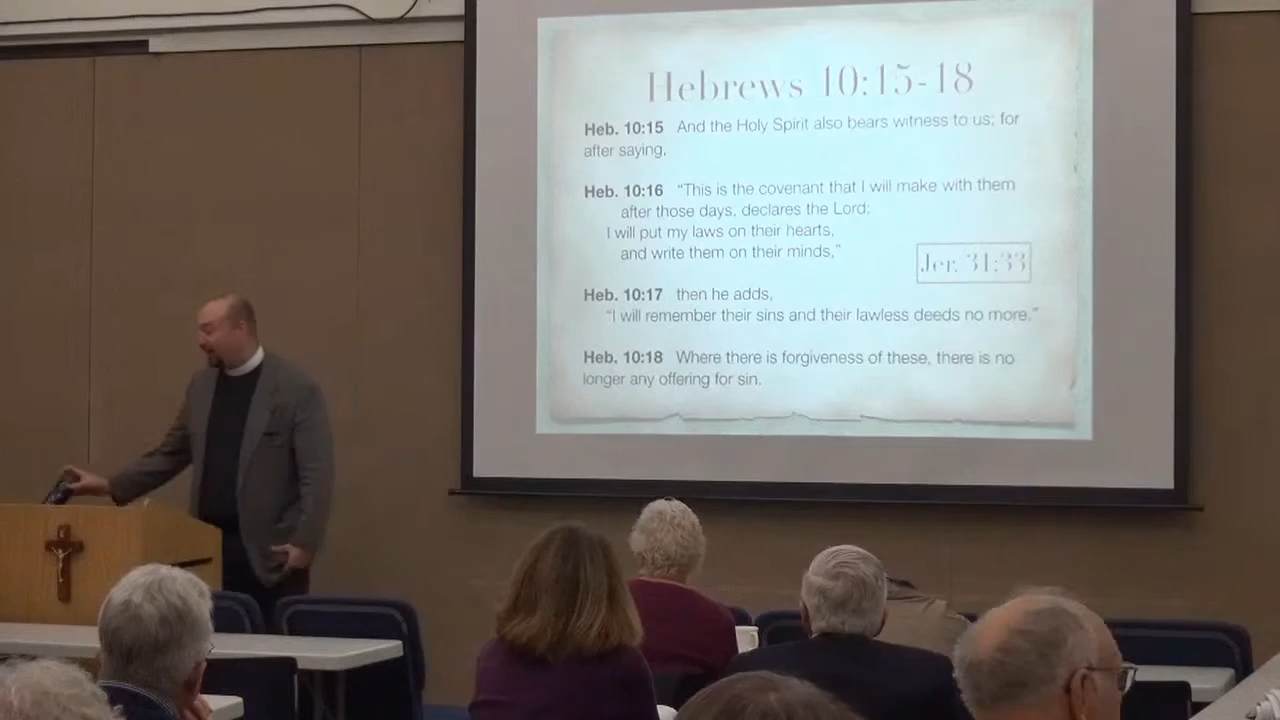 Hebrews 10:15-18
Heb. 10:15 And the Holy Spirit also bears witness to us; for
after saying,
Heb. 10:16 “This is the covenant that I will make with them
after those days, declares the Lord:
I will put my laws on their hearts,
and write them on their minds,”
Jer. 31:33
Heb. 10:17 then he adds,
“I will remember their sins and their lawless deeds no more.”
Heb. 10:18 Where there is forgiveness of these, there is no
longer any offering for sin.